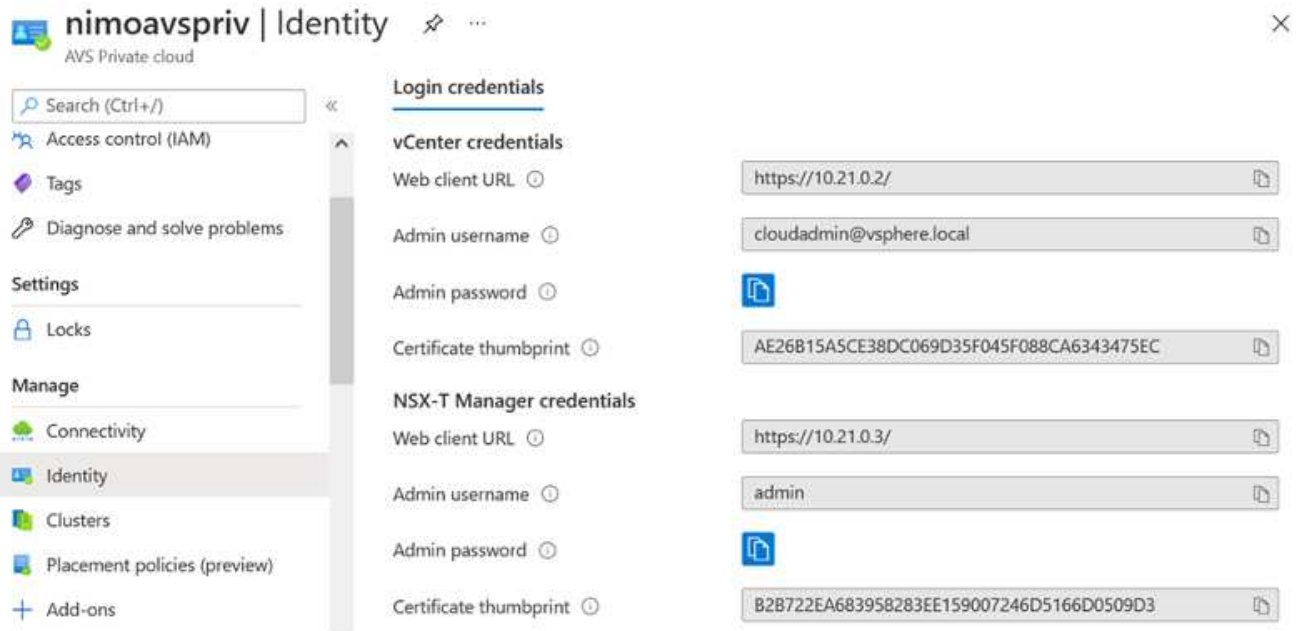 nimoavspriv | Identity
AVS Private cloud
Search (Ctrl+/)
Access control (IAM)
Tags
Diagnose and solve problems
Settings
Locks
Manage
Connectivity
Identity
Clusters
Placement policies (preview)
Add-ons
Login credentials
vCenter credentials
Web client URL https://10.21.0.2/
Admin username cloudadmin@vsphere.local
Admin password
Certificate thumbprint AE26B15A5CE38DC069D35F045F088CA6343475EC
NSX-T Manager credentials
Web client URL https://10.21.0.3/
Admin username admin
Admin password
Certificate thumbprint B2B722EA683958283EE159007246D5166D0509D3